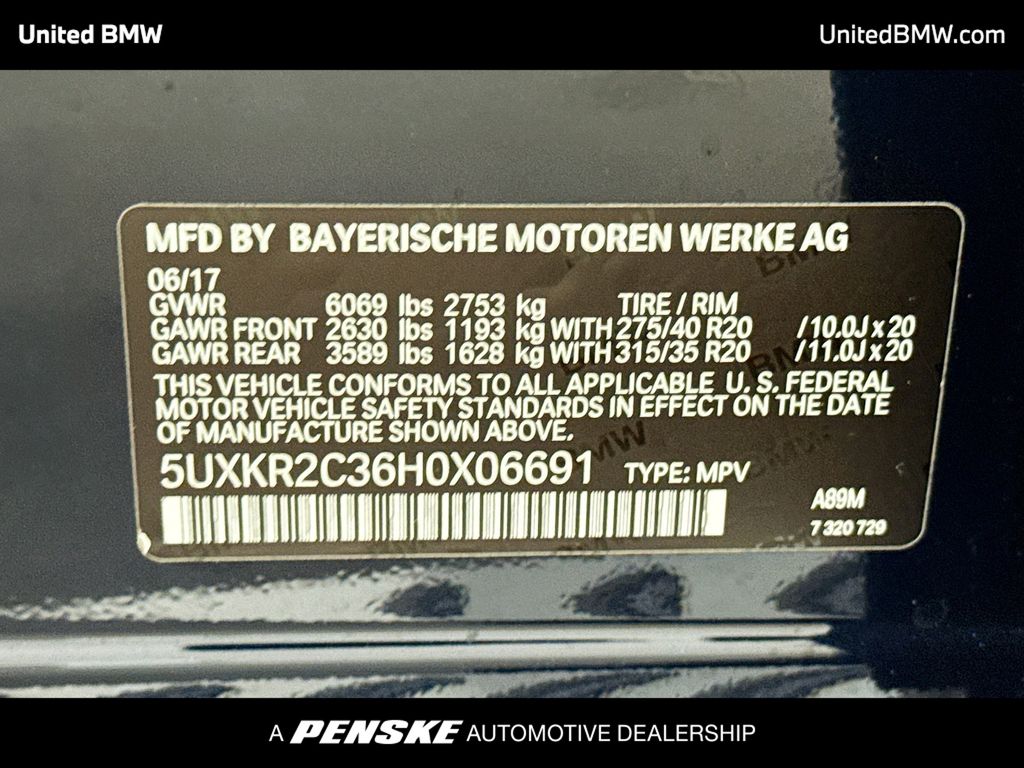 United BMW
UnitedBMW.com
MFD BY BAYERISCHE MOTOREN WERKE AG
06/17
GVWR 6069 lbs 2753 kg TIRE / RIM
GAWR FRONT 2630 lbs 1193 kg WITH 275/40 R20 /10.0J x 20
GAWR REAR 3589 lbs 1628 kg WITH 315/35 R20 /11.0J x 20
THIS VEHICLE CONFORMS TO ALL APPLICABLE U. S. FEDERAL
MOTOR VEHICLE SAFETY STANDARDS IN EFFECT ON THE DATE
OF MANUFACTURE SHOWN ABOVE.
5UXKR2C36H0X06691 TYPE: MPV
A89M
7 320 729
A PENSKE AUTOMOTIVE DEALERSHIP